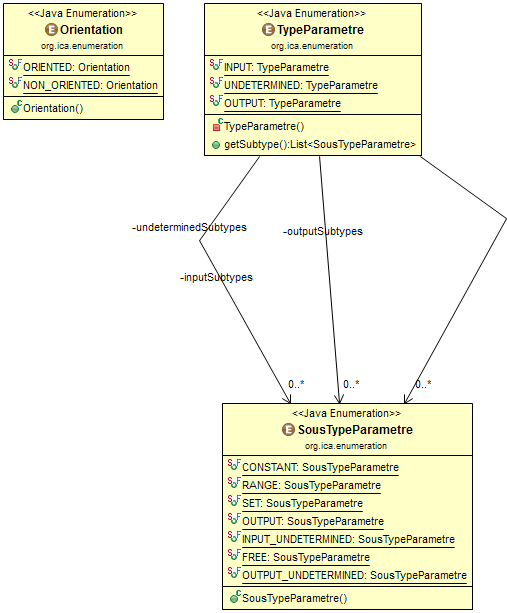 <<Java Enumeration>>
E Orientation
org.ica.enumeration
S F ORIENTED: Orientation
S F NON_ORIENTED: Orientation
C Orientation()
<<Java Enumeration>>
E TypeParametre
org.ica.enumeration
S F INPUT: TypeParametre
S F UNDETERMINED: TypeParametre
S F OUTPUT: TypeParametre
C TypeParametre()
getSubtype():List<SousTypeParametre>
-undeterminedSubtypes
-outputSubtypes
-inputSubtypes
0..* 0..* 0..*
<<Java Enumeration>>
E SousTypeParametre
org.ica.enumeration
S F CONSTANT: SousTypeParametre
S F RANGE: SousTypeParametre
S F SET: SousTypeParametre
S F OUTPUT: SousTypeParametre
S F INPUT_UNDETERMINED: SousTypeParametre
S F FREE: SousTypeParametre
S F OUTPUT_UNDETERMINED: SousTypeParametre
C SousTypeParametre()